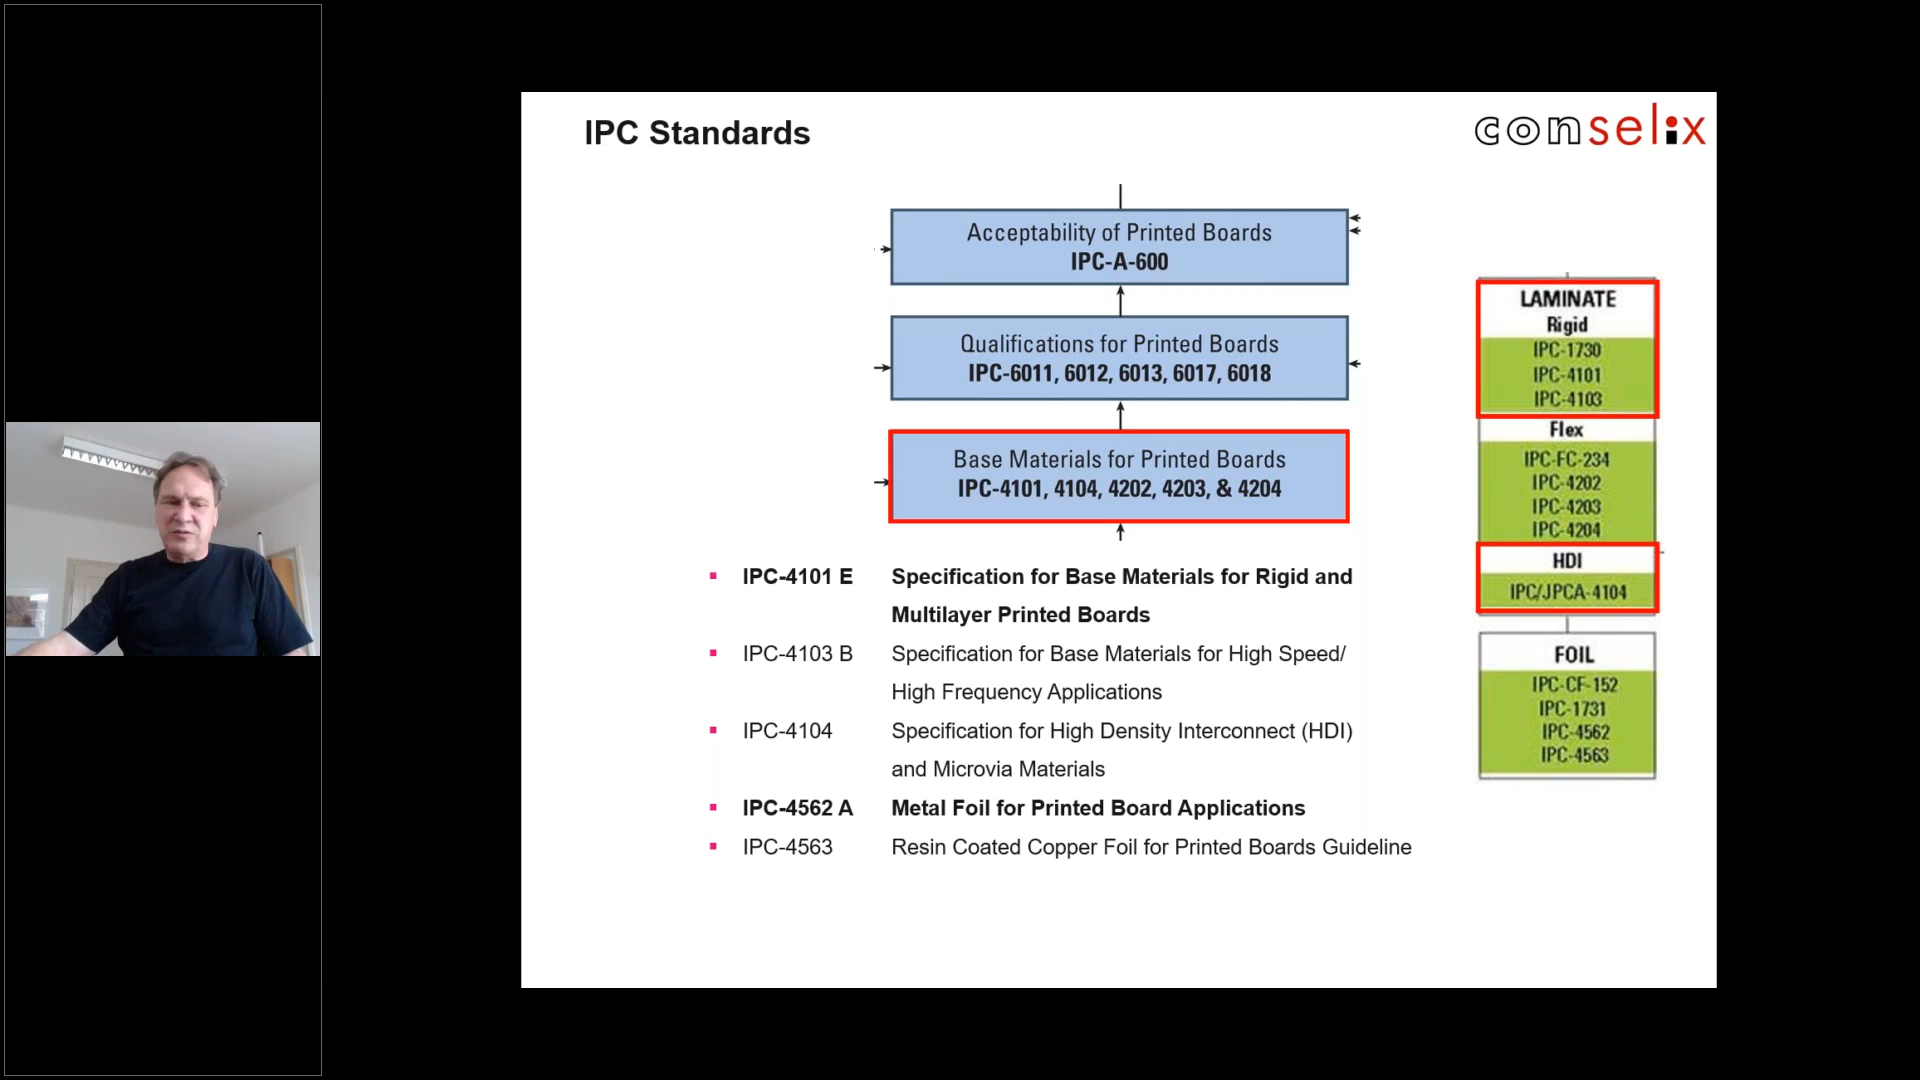 IPC Standards
conselix
Acceptability of Printed Boards
IPC-A-600
Qualifications for Printed Boards
IPC-6011, 6012, 6013, 6017, 6018
Base Materials for Printed Boards
IPC-4101, 4104, 4202, 4203, & 4204
▪ IPC-4101 E Specification for Base Materials for Rigid and
Multilayer Printed Boards
▪ IPC-4103 B Specification for Base Materials for High Speed/
High Frequency Applications
▪ IPC-4104 Specification for High Density Interconnect (HDI)
and Microvia Materials
▪ IPC-4562 A Metal Foil for Printed Board Applications
▪ IPC-4563 Resin Coated Copper Foil for Printed Boards Guideline
LAMINATE
Rigid
IPC-1730
IPC-4101
IPC-4103
Flex
IPC-FC-234
IPC-4202
IPC-4203
IPC-4204
HDI
IPC/JPCA-4104
FOIL
IPC-CF-152
IPC-1731
IPC-4562
IPC-4563